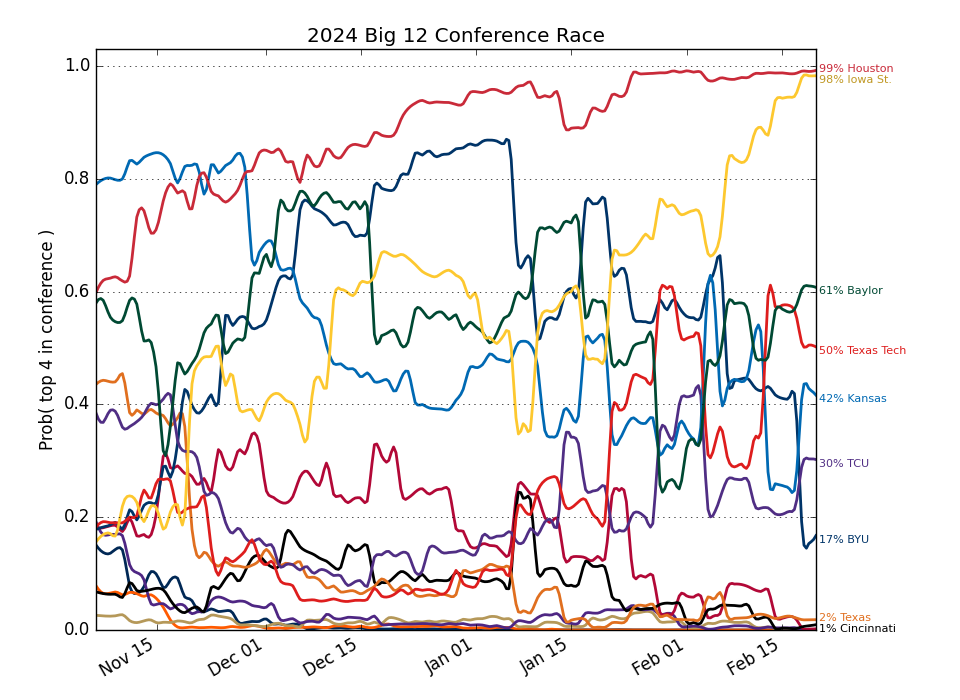 2024 Big 12 Conference Race
Prob( top 4 in conference )
1.0
0.8
0.6
0.4
0.2
0.0
Nov 15
Dec 01
Dec 15
Jan 01
Jan 15
Feb 01
Feb 15
99% Houston
98% Iowa St.
61% Baylor
50% Texas Tech
42% Kansas
30% TCU
17% BYU
2% Texas
1% Cincinnati